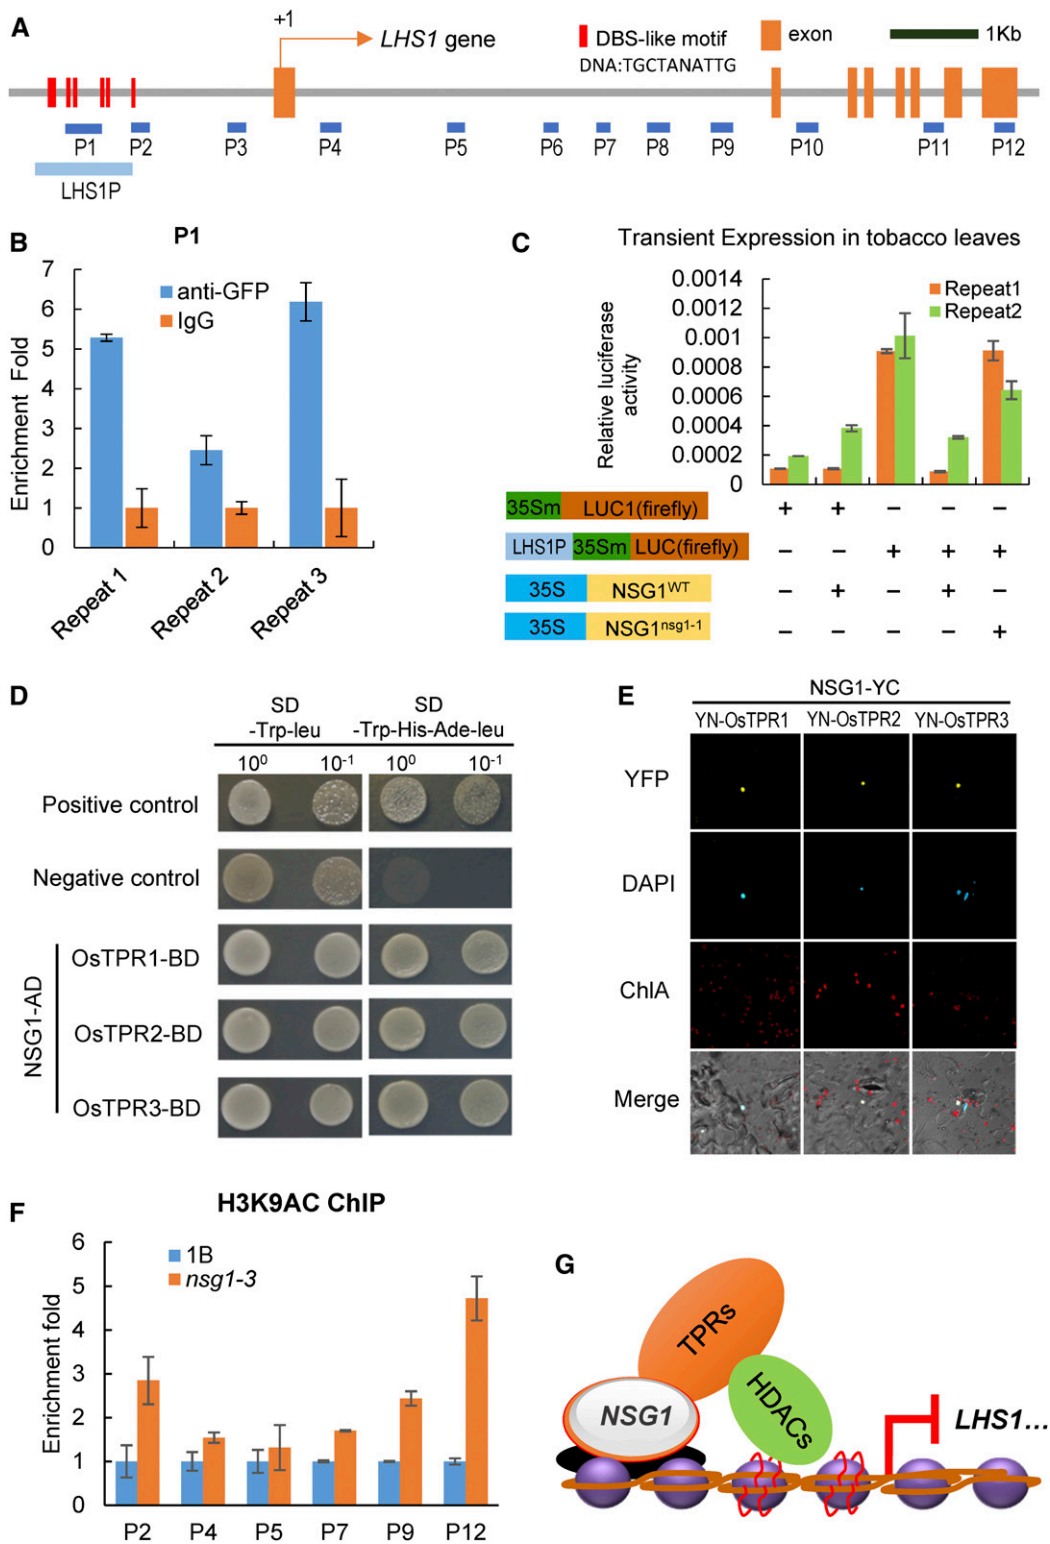 A
+1
LHS1 gene
DBS-like motif
DNA:TGCTANATTG
exon
1Kb
P1 P2 P3 P4 P5 P6 P7 P8 P9 P10 P11 P12
LHS1P
B
P1
Enrichment Fold
7
6
5
4
3
2
1
0
anti-GFP
IgG
Repeat 1 Repeat 2 Repeat 3
C
Transient Expression in tobacco leaves
Relative luciferase activity
0.0014
0.0012
0.001
0.0008
0.0006
0.0004
0.0002
0
Repeat1
Repeat2
35Sm LUC1(firefly) + + − − −
LHS1P 35Sm LUC(firefly) − − + + +
35S NSG1WT − + − + −
35S NSG1nsg1-1 − − − − +
D
SD -Trp-leu
SD -Trp-His-Ade-leu
10⁰ 10⁻¹ 10⁰ 10⁻¹
Positive control
Negative control
NSG1-AD
OsTPR1-BD
OsTPR2-BD
OsTPR3-BD
E
NSG1-YC
YN-OsTPR1 YN-OsTPR2 YN-OsTPR3
YFP
DAPI
ChlA
Merge
F
H3K9AC ChIP
Enrichment fold
6
5
4
3
2
1
0
1B
nsg1-3
P2 P4 P5 P7 P9 P12
G
TPRs
HDACs
NSG1
LHS1...